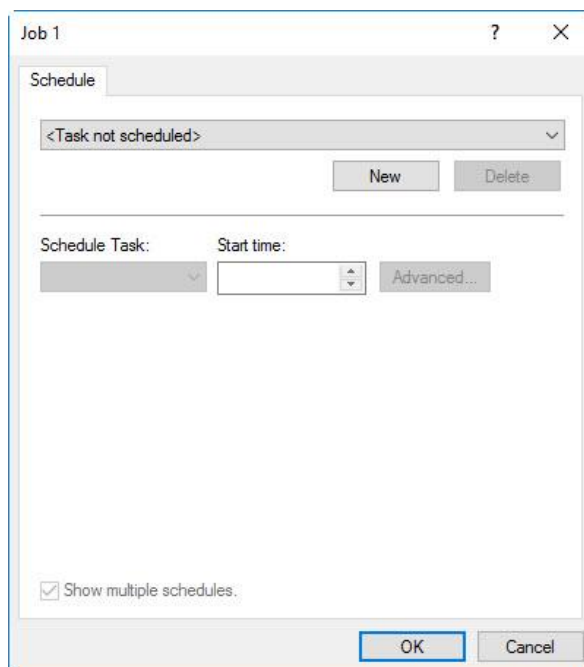 Job 1 ?
Schedule
<Task not scheduled>
New Delete
Schedule Task: Start time:
Advanced...
Show multiple schedules.
OK Cancel